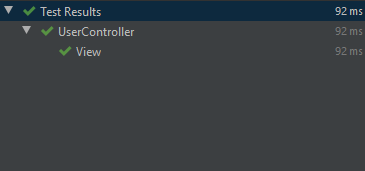 Test Results 92 ms
UserController 92 ms
View 92 ms